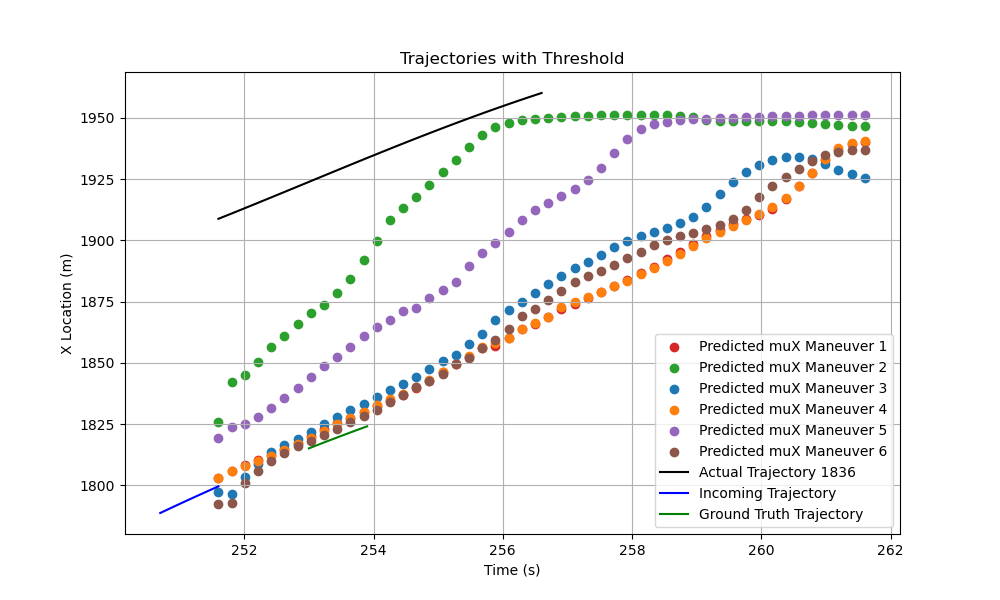 Trajectories with Threshold
X Location (m)
1950
1925
1900
1875
1850
1825
1800
252
254
256
258
260
262
Time (s)
Predicted muX Maneuver 1
Predicted muX Maneuver 2
Predicted muX Maneuver 3
Predicted muX Maneuver 4
Predicted muX Maneuver 5
Predicted muX Maneuver 6
Actual Trajectory 1836
Incoming Trajectory
Ground Truth Trajectory